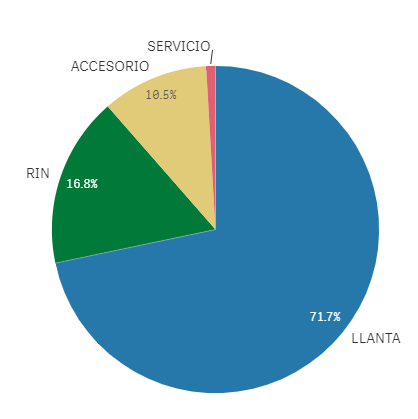 SERVICIO
ACCESORIO
10.5%
RIN
16.8%
71.7%
LLANTA